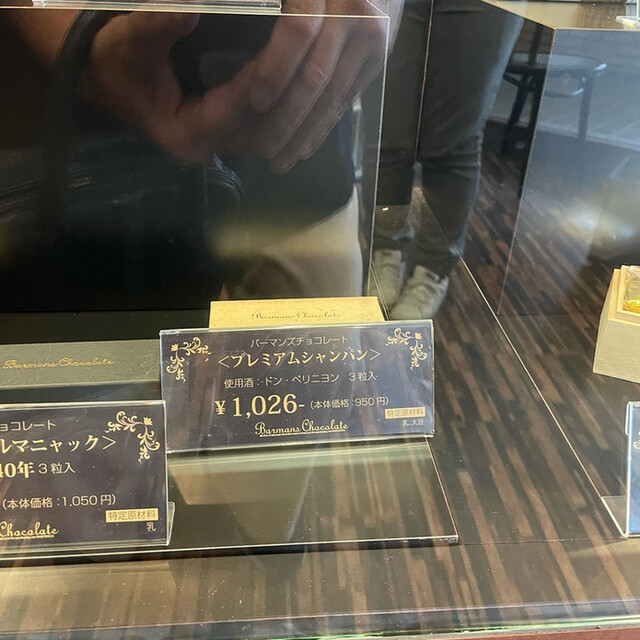 Barmans Chocolate
Barmans Chocolate
バーマンズチョコレート
<プレミアムシャンパン>
使用酒:ドン・ペリニヨン 3粒入
¥1,026-(本体価格:950円)
特定原材料
乳、大豆
Barmans Chocolate
ョコレート
ルマニャック>
40年 3粒入
(本体価格:1,050円)
特定原材料
乳
Chocolate